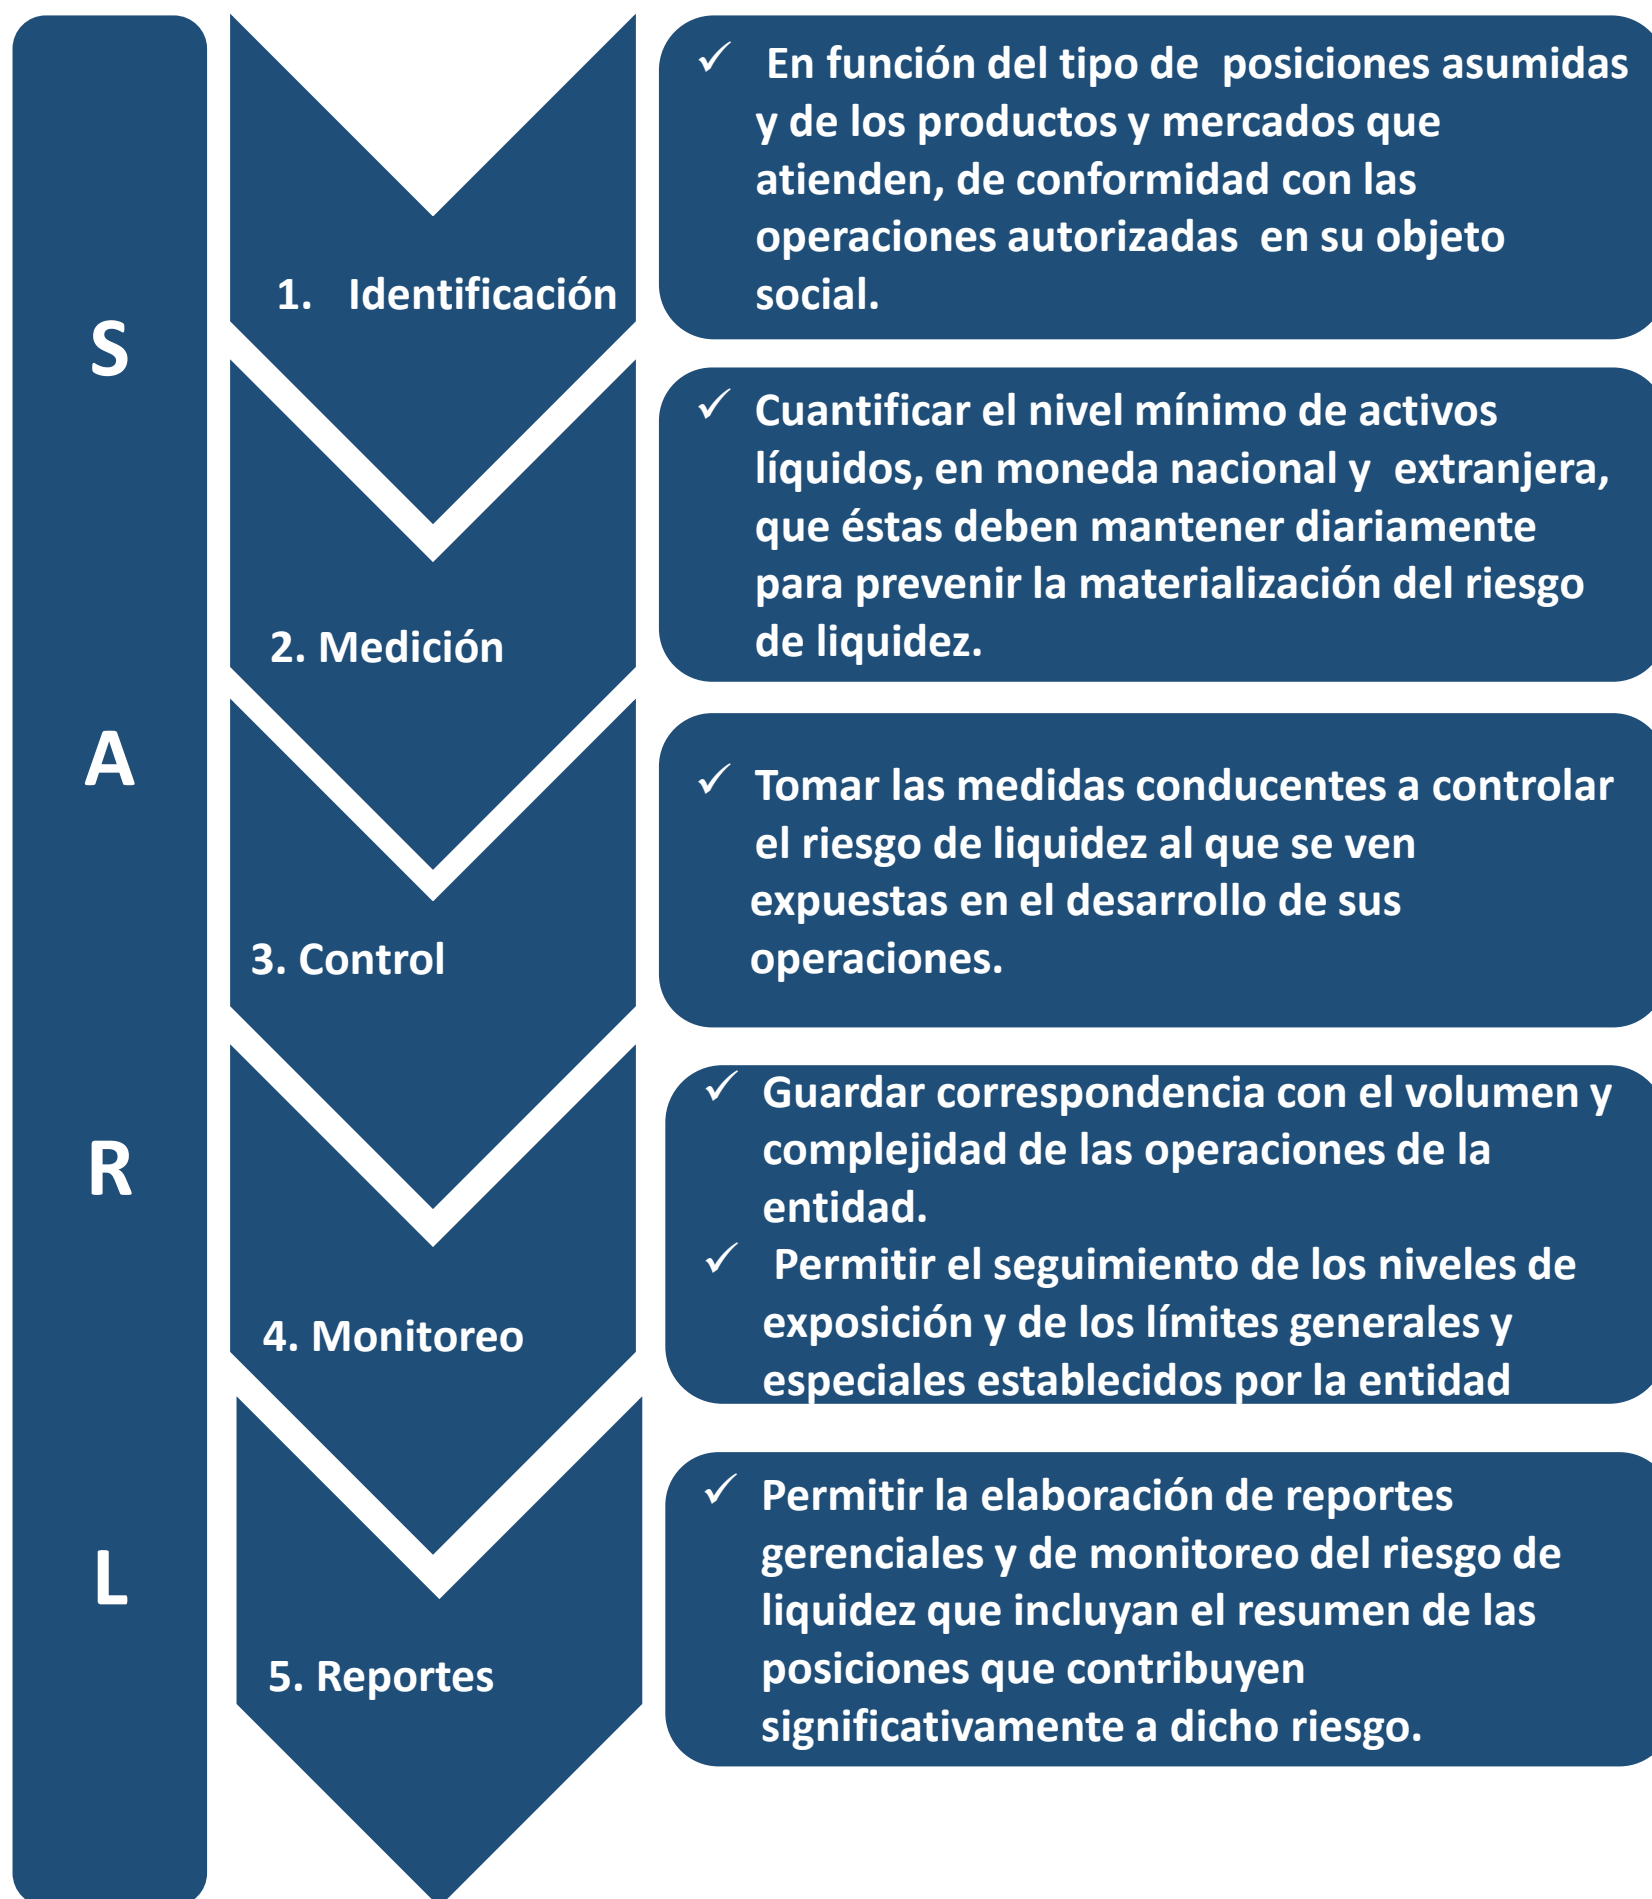 S
A
R
L
1. Identificación
✓ En función del tipo de posiciones asumidas
y de los productos y mercados que
atienden, de conformidad con las
operaciones autorizadas en su objeto
social.
2. Medición
✓ Cuantificar el nivel mínimo de activos
líquidos, en moneda nacional y extranjera,
que éstas deben mantener diariamente
para prevenir la materialización del riesgo
de liquidez.
3. Control
✓ Tomar las medidas conducentes a controlar
el riesgo de liquidez al que se ven
expuestas en el desarrollo de sus
operaciones.
4. Monitoreo
✓ Guardar correspondencia con el volumen y
complejidad de las operaciones de la
entidad.
✓ Permitir el seguimiento de los niveles de
exposición y de los límites generales y
especiales establecidos por la entidad
5. Reportes
✓ Permitir la elaboración de reportes
gerenciales y de monitoreo del riesgo de
liquidez que incluyan el resumen de las
posiciones que contribuyen
significativamente a dicho riesgo.